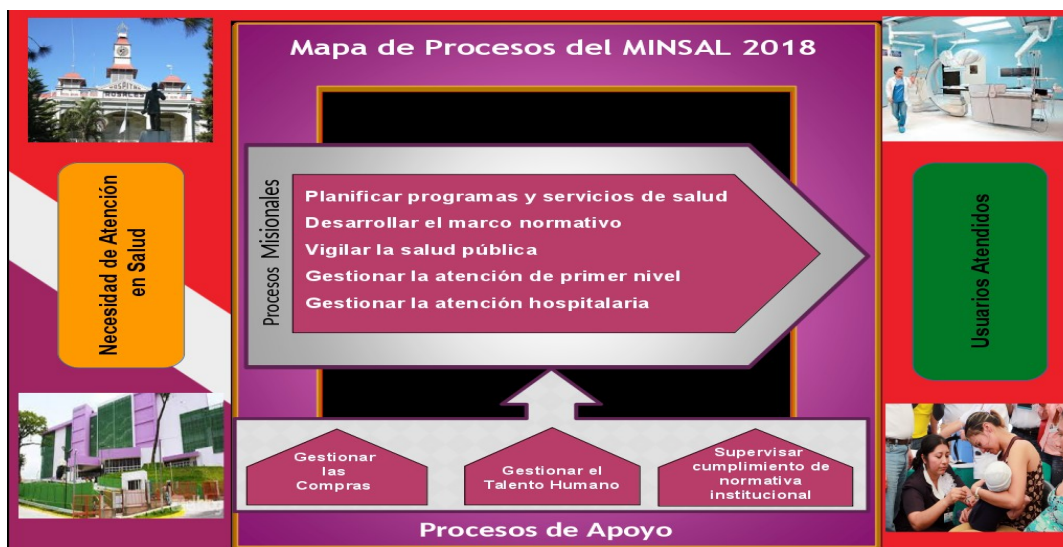 Mapa de Procesos del MINSAL 2018
HOSPITAL
ROSALES
Necesidad de Atención
en Salud
Procesos Misionales
Planificar programas y servicios de salud
Desarrollar el marco normativo
Vigilar la salud pública
Gestionar la atención de primer nivel
Gestionar la atención hospitalaria
Usuarios Atendidos
Gestionar
las
Compras
Gestionar el
Talento Humano
Supervisar
cumplimiento de
normativa
institucional
Procesos de Apoyo